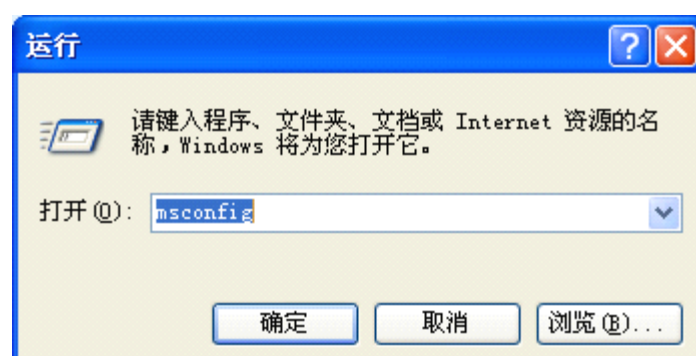 运行
请键入程序、文件夹、文档或 Internet 资源的名
称，Windows 将为您打开它。
打开(O): msconfig
确定 取消 浏览(B)...